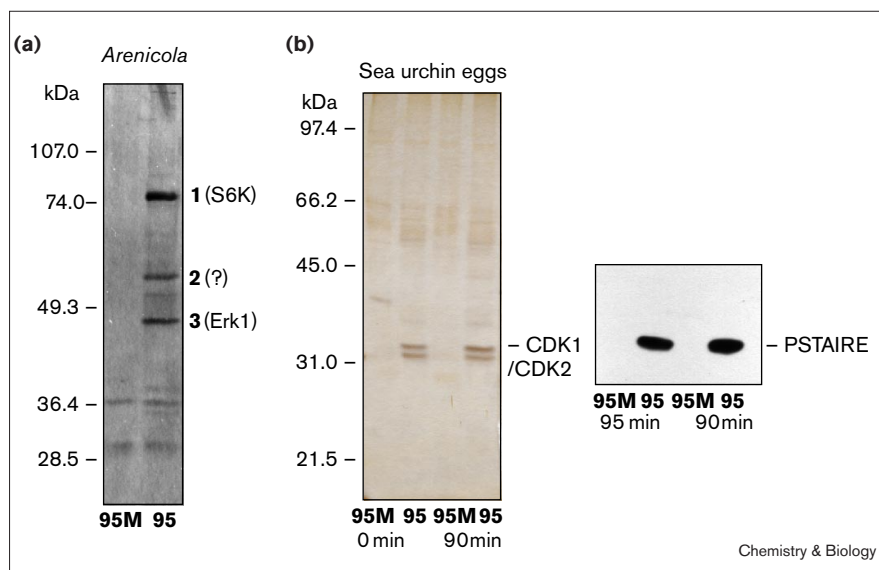 (a)
Arenicola
kDa
107.0 –
74.0 –
49.3 –
36.4 –
28.5 –
1 (S6K)
2 (?)
3 (Erk1)
95M 95
(b)
Sea urchin eggs
kDa
97.4 –
66.2 –
45.0 –
31.0 –
21.5 –
– CDK1
/CDK2
95M 95 95M 95
0 min 90min
– PSTAIRE
95M 95 95M 95
95 min 90min
Chemistry & Biology